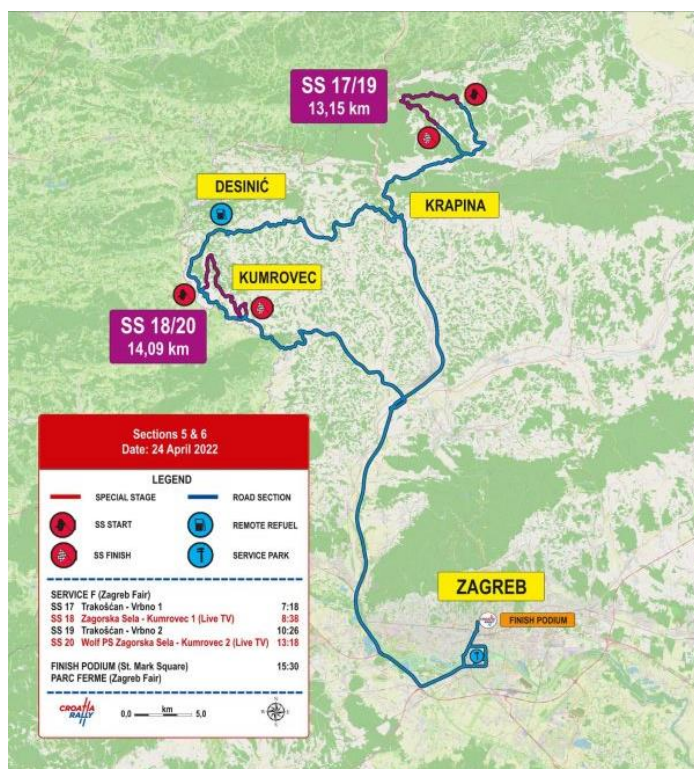 SS 17/19
13,15 km
DESINIĆ
KRAPINA
KUMROVEC
SS 18/20
14,09 km
Sections 5 & 6
Date: 24 April 2022
LEGEND
SPECIAL STAGE ROAD SECTION
SS START REMOTE REFUEL
SS FINISH SERVICE PARK
SERVICE F (Zagreb Fair)
SS 17 Trakošćan - Vrbno 1 7:18
SS 18 Zagorska Sela - Kumrovec 1 (Live TV) 8:38
SS 19 Trakošćan - Vrbno 2 10:26
SS 20 Wolf PS Zagorska Sela - Kumrovec 2 (Live TV) 13:18
FINISH PODIUM (St. Mark Square) 15:30
PARC FERME (Zagreb Fair)
CROATIA
RALLY
km
0,0 5,0
ZAGREB
FINISH PODIUM